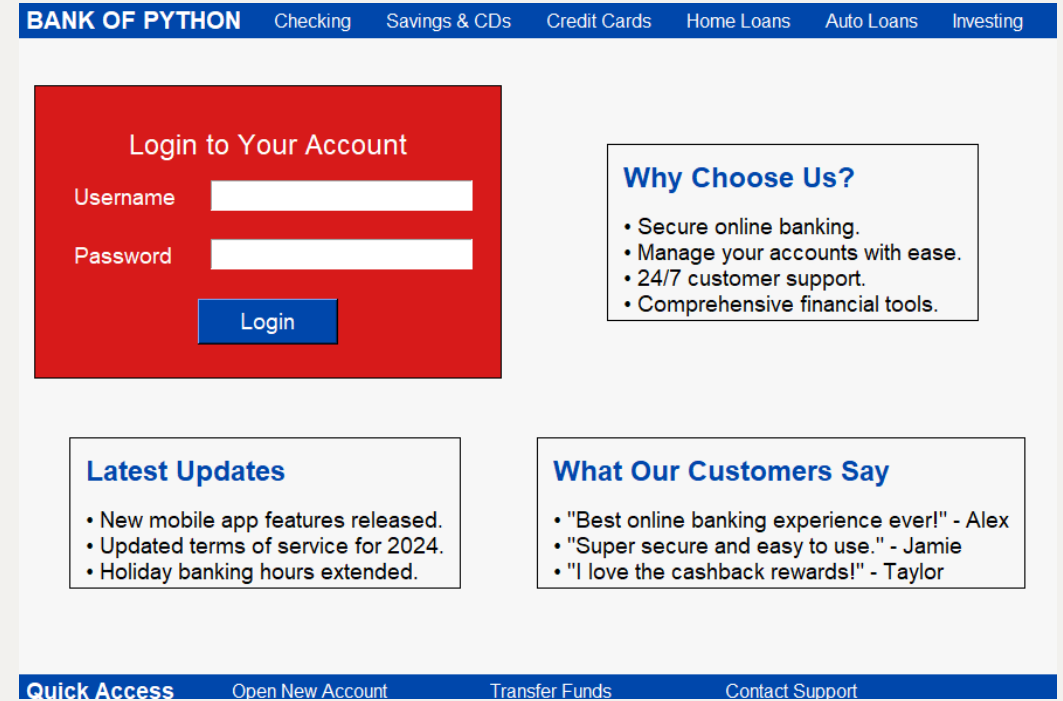 BANK OF PYTHON Checking Savings & CDs Credit Cards Home Loans Auto Loans Investing
Login to Your Account
Username
Password
Login
Why Choose Us?
• Secure online banking.
• Manage your accounts with ease.
• 24/7 customer support.
• Comprehensive financial tools.
Latest Updates
• New mobile app features released.
• Updated terms of service for 2024.
• Holiday banking hours extended.
What Our Customers Say
• "Best online banking experience ever!" - Alex
• "Super secure and easy to use." - Jamie
• "I love the cashback rewards!" - Taylor
Quick Access Open New Account Transfer Funds Contact Support